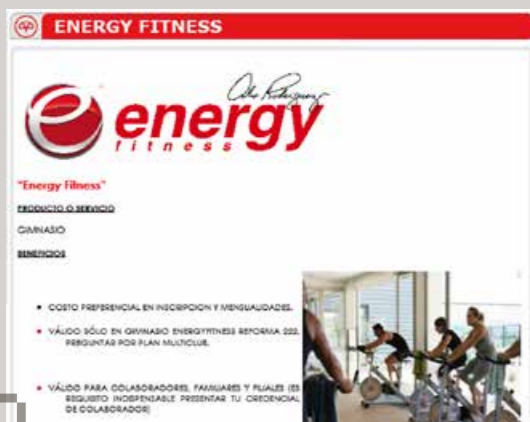 ENERGY FITNESS
energy
fitness
"Energy Fitness"
PRODUCTO O SERVICIO
GIMNASIO
BENEFICIOS
• COSTO PREFERENCIAL EN INSCRIPCION Y MENSUALIDADES.
• VÁLIDO SÓLO EN GIMNASIO ENERGYFITNESS REFORMA 222.
PREGUNTAR POR PLAN MULTICLUB.
• VÁLIDO PARA COLABORADORES, FAMILIARES Y FILIALES (ES
REQUISITO INDISPENSABLE PRESENTAR TU CREDENCIAL
DE COLABORADOR)